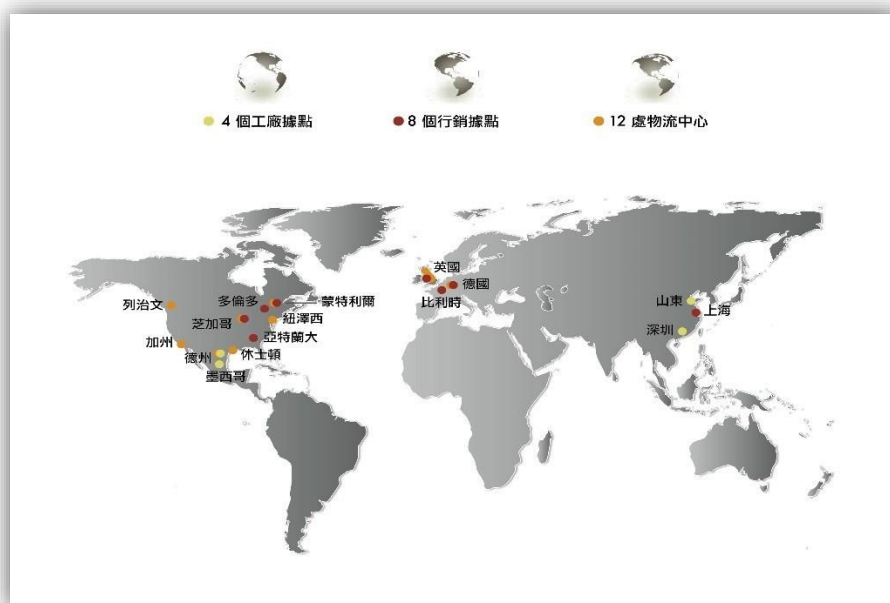 4 個工廠據點
8 個行銷據點
12 處物流中心
英國
德國
比利時
列治文
多倫多
蒙特利爾
芝加哥
紐澤西
加州
亞特蘭大
德州
休士頓
墨西哥
山東
上海
深圳